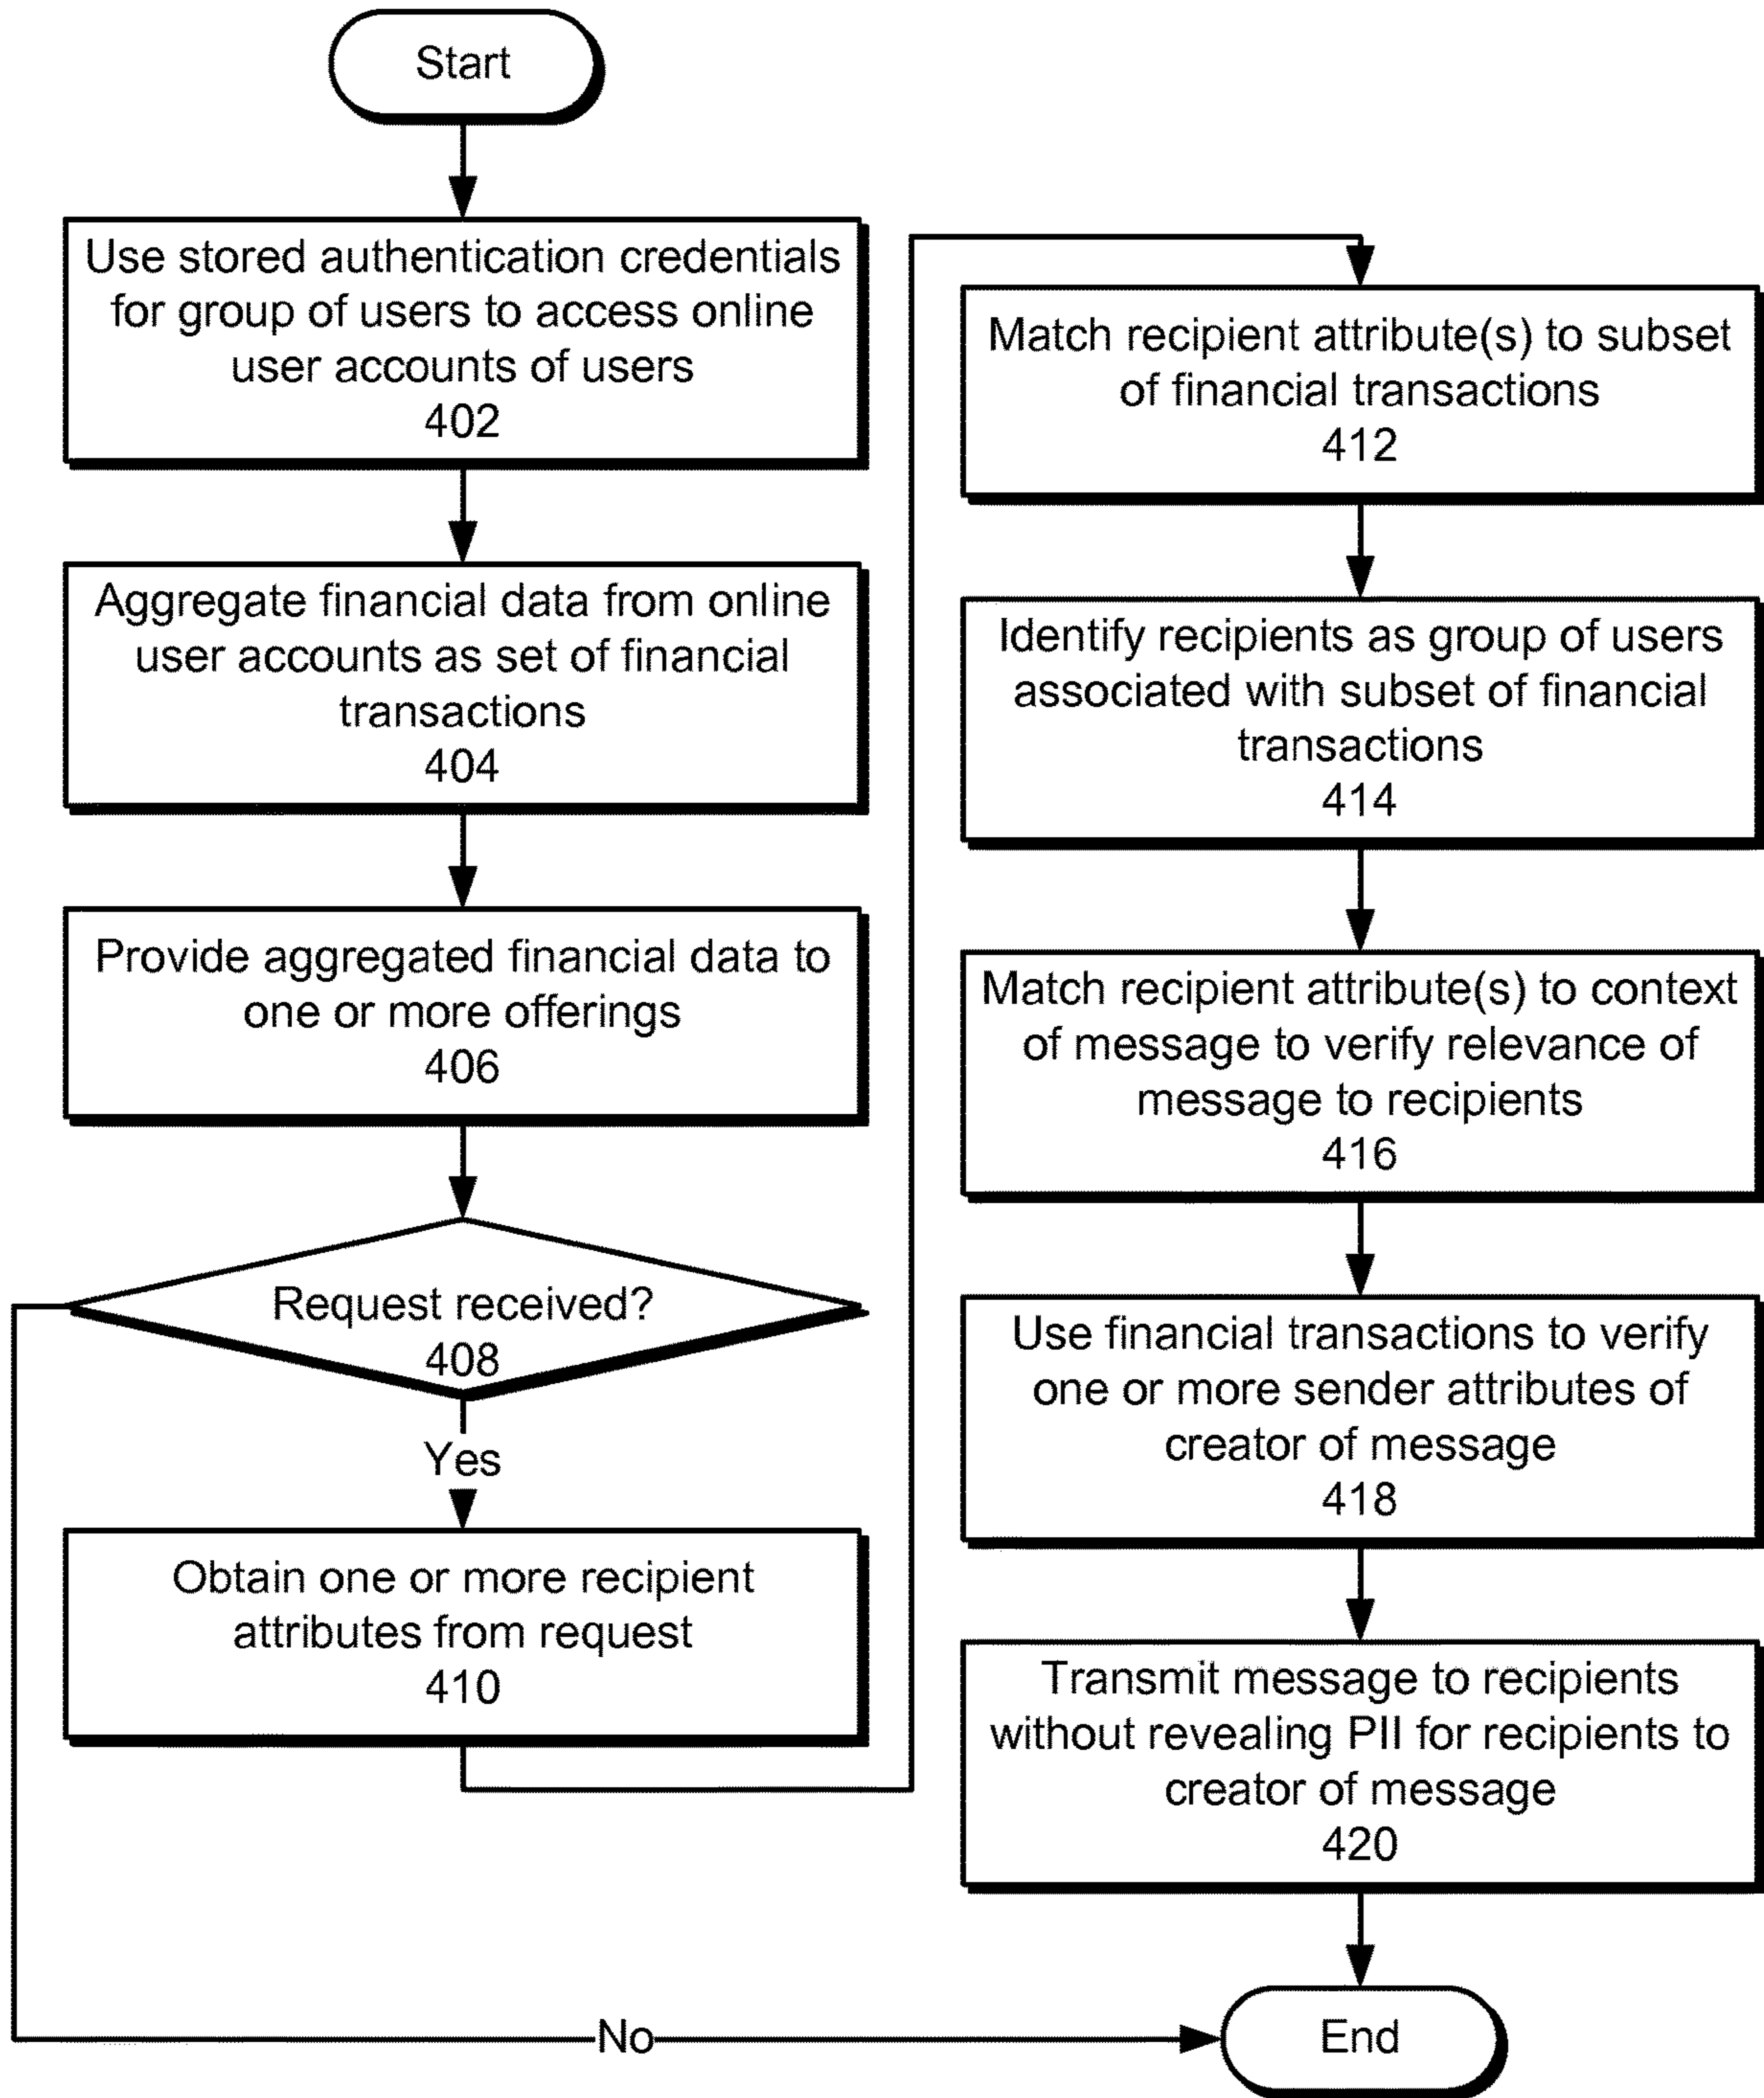 Start
Use stored authentication credentials
for group of users to access online
user accounts of users
402
Aggregate financial data from online
user accounts as set of financial
transactions
404
Provide aggregated financial data to
one or more offerings
406
Request received?
408
Yes
Obtain one or more recipient
attributes from request
410
Match recipient attribute(s) to subset
of financial transactions
412
Identify recipients as group of users
associated with subset of financial
transactions
414
Match recipient attribute(s) to context
of message to verify relevance of
message to recipients
416
Use financial transactions to verify
one or more sender attributes of
creator of message
418
Transmit message to recipients
without revealing PII for recipients to
creator of message
420
No
End